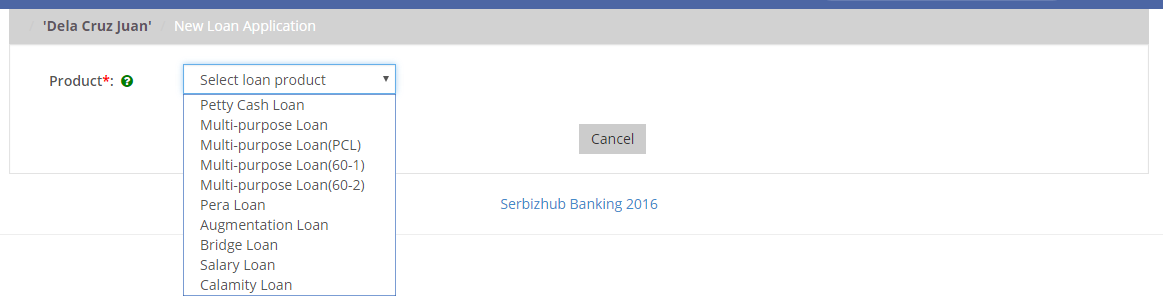 'Dela Cruz Juan' / New Loan Application
Product*:
Select loan product
Petty Cash Loan
Multi-purpose Loan
Multi-purpose Loan(PCL)
Multi-purpose Loan(60-1)
Multi-purpose Loan(60-2)
Pera Loan
Augmentation Loan
Bridge Loan
Salary Loan
Calamity Loan
Cancel
Serbizhub Banking 2016